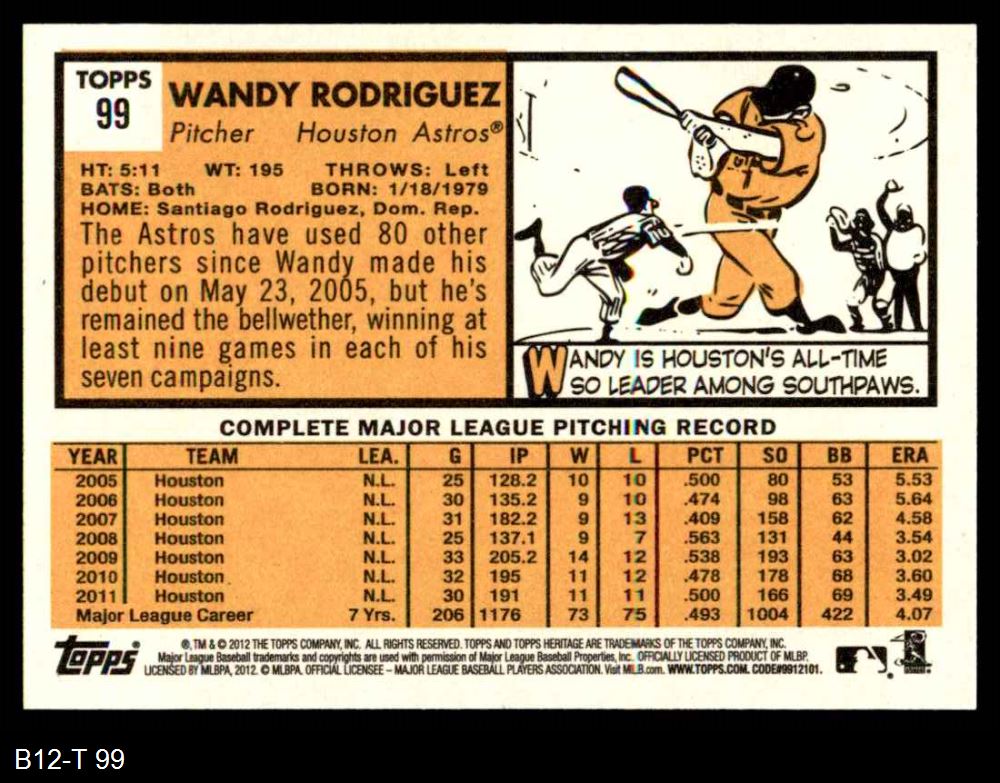 TOPPS
99
WANDY RODRIGUEZ
Pitcher Houston Astros®
HT: 5:11 WT: 195 THROWS: Left
BATS: Both BORN: 1/18/1979
HOME: Santiago Rodriguez, Dom. Rep.
The Astros have used 80 other
pitchers since Wandy made his
debut on May 23, 2005, but he's
remained the bellwether, winning at
least nine games in each of his
seven campaigns.
WANDY IS HOUSTON'S ALL-TIME
SO LEADER AMONG SOUTHPAWS.
COMPLETE MAJOR LEAGUE PITCHING RECORD
YEAR TEAM LEA. G IP W L PCT SO BB ERA
2005 Houston N.L. 25 128.2 10 10 .500 80 53 5.53
2006 Houston N.L. 30 135.2 9 10 .474 98 63 5.64
2007 Houston N.L. 31 182.2 9 13 .409 158 62 4.58
2008 Houston N.L. 25 137.1 9 7 .563 131 44 3.54
2009 Houston N.L. 33 205.2 14 12 .538 193 63 3.02
2010 Houston N.L. 32 195 11 12 .478 178 68 3.60
2011 Houston N.L. 30 191 11 11 .500 166 69 3.49
Major League Career 7 Yrs. 206 1176 73 75 .493 1004 422 4.07
topps®
®, TM & © 2012 THE TOPPS COMPANY, INC. ALL RIGHTS RESERVED. TOPPS AND TOPPS HERITAGE ARE TRADEMARKS OF THE TOPPS COMPANY, INC.
Major League Baseball trademarks and copyrights are used with permission of Major League Baseball Properties, Inc. OFFICIALLY LICENSED PRODUCT OF MLBP.
LICENSED BY MLBPA, 2012. © MLBPA. OFFICIAL LICENSEE – MAJOR LEAGUE BASEBALL PLAYERS ASSOCIATION. Visit MLB.com. WWW.TOPPS.COM. CODE#9912101.
B12-T 99